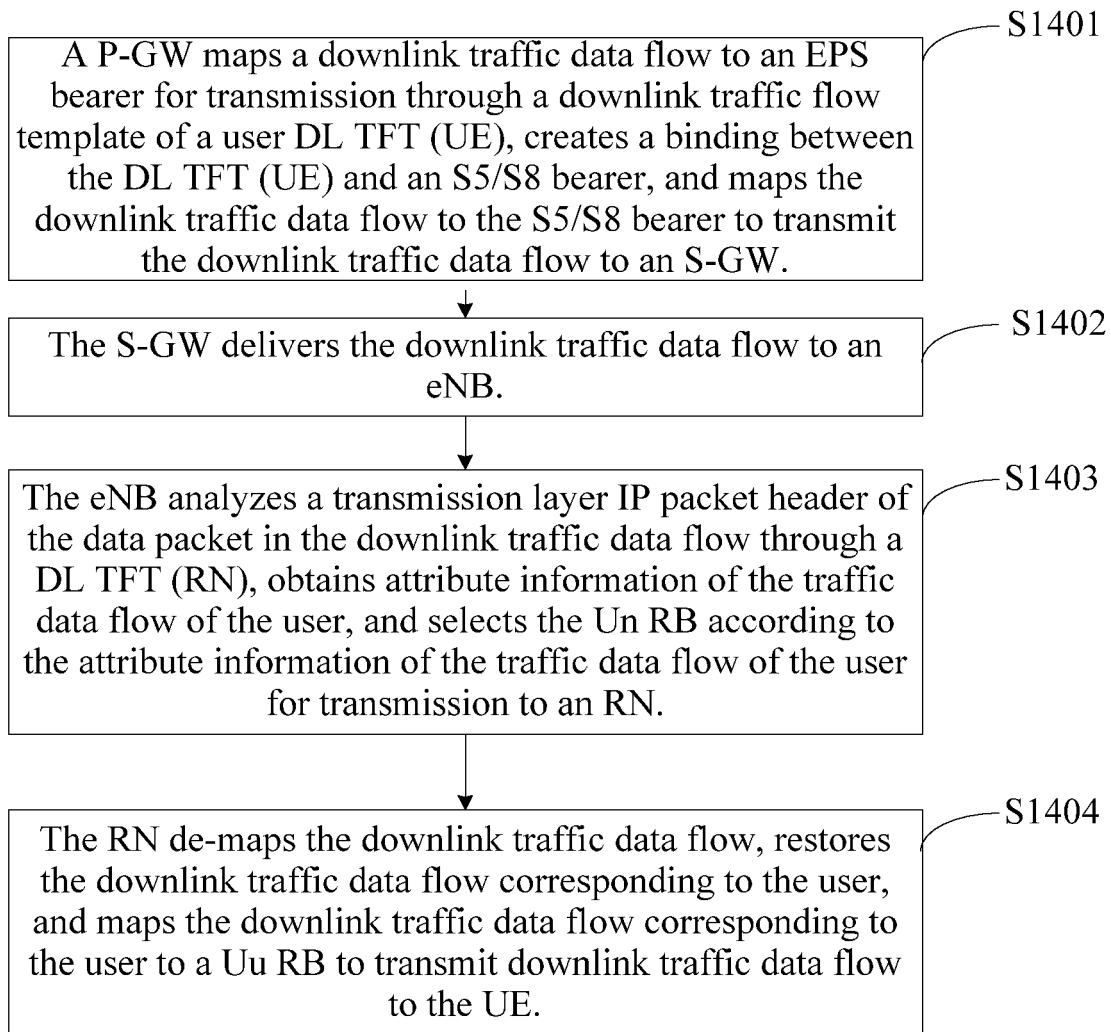 S1401
A P-GW maps a downlink traffic data flow to an EPS
bearer for transmission through a downlink traffic flow
template of a user DL TFT (UE), creates a binding between
the DL TFT (UE) and an S5/S8 bearer, and maps the
downlink traffic data flow to the S5/S8 bearer to transmit
the downlink traffic data flow to an S-GW.
S1402
The S-GW delivers the downlink traffic data flow to an
eNB.
S1403
The eNB analyzes a transmission layer IP packet header of
the data packet in the downlink traffic data flow through a
DL TFT (RN), obtains attribute information of the traffic
data flow of the user, and selects the Un RB according to
the attribute information of the traffic data flow of the user
for transmission to an RN.
S1404
The RN de-maps the downlink traffic data flow, restores
the downlink traffic data flow corresponding to the user,
and maps the downlink traffic data flow corresponding to
the user to a Uu RB to transmit downlink traffic data flow
to the UE.